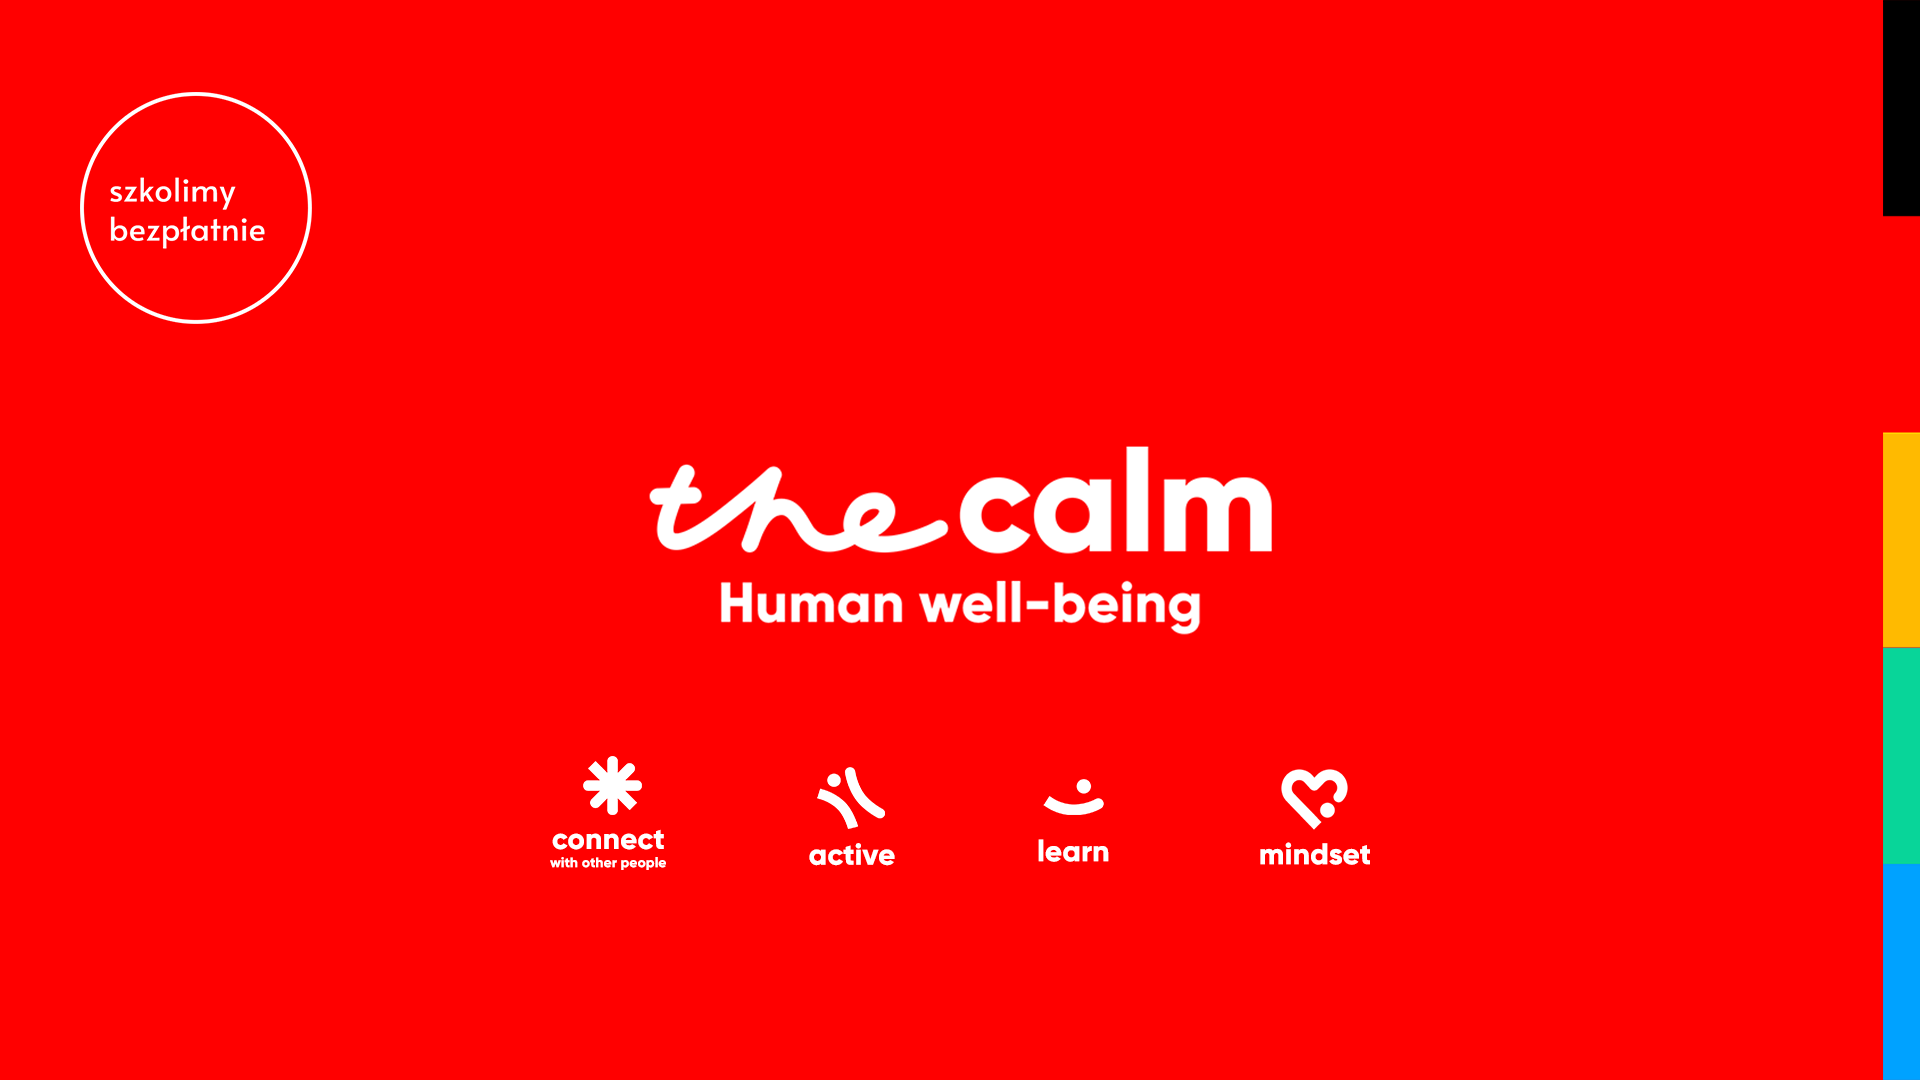 szkolimy
bezpłatnie
the calm
Human well-being
connect
with other people
active
learn
mindset